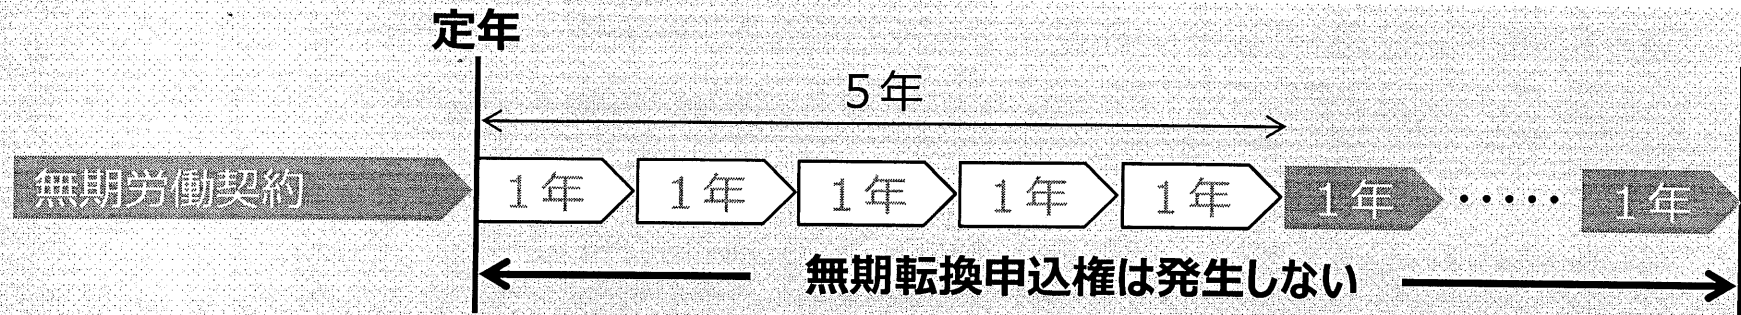 定年
5年
無期労働契約
1年
1年
1年
1年
1年
1年
・・・・・
1年
無期転換申込権は発生しない